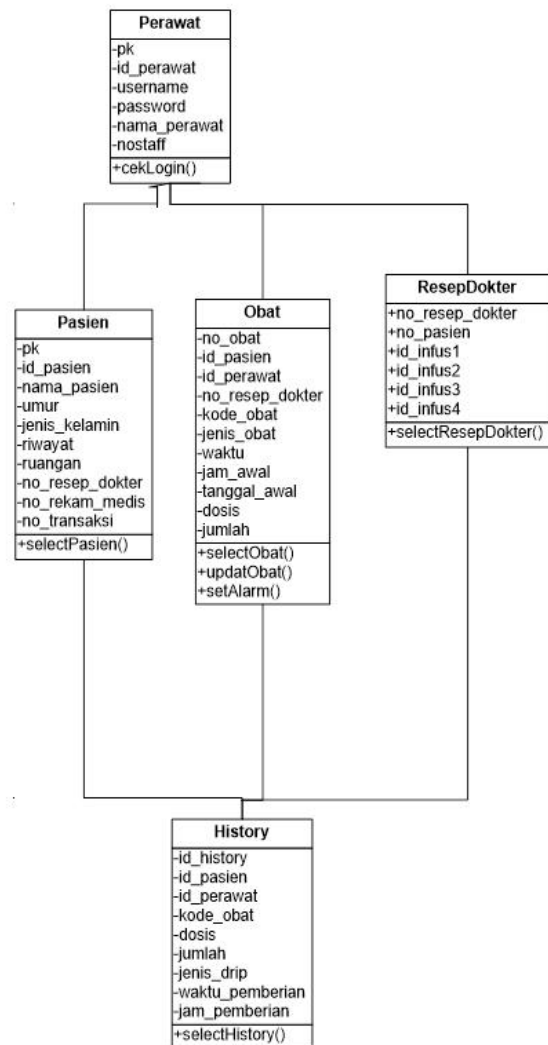 Perawat
-pk
-id_perawat
-username
-password
-nama_perawat
-nostaff
+cekLogin()
Pasien
-pk
-id_pasien
-nama_pasien
-umur
-jenis_kelamin
-riwayat
-ruangan
-no_resep_dokter
-no_rekam_medis
-no_transaksi
+selectPasien()
Obat
-no_obat
-id_pasien
-id_perawat
-no_resep_dokter
-kode_obat
-jenis_obat
-waktu
-jam_awal
-tanggal_awal
-dosis
-jumlah
+selectObat()
+updatObat()
+setAlarm()
ResepDokter
+no_resep_dokter
+no_pasien
+id_infus1
+id_infus2
+id_infus3
+id_infus4
+selectResepDokter()
History
-id_history
-id_pasien
-id_perawat
-kode_obat
-dosis
-jumlah
-jenis_drip
-waktu_pemberian
-jam_pemberian
+selectHistory()